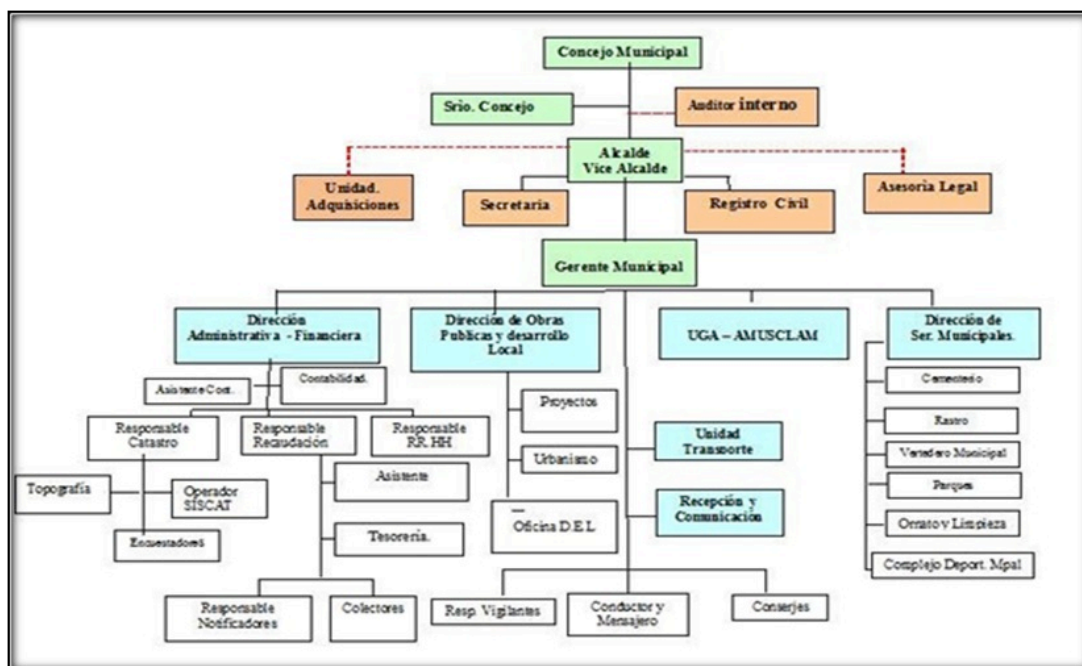 Concejo Municipal
Srio. Concejo
Auditor interno
Alcalde
Vice Alcalde
Unidad.
Adquisiciones
Secretaria
Registro Civil
Asesoria Legal
Gerente Municipal
Dirección
Administrativa - Financiera
Dirección de Obras
Publicas y desarrollo
Local
UGA – AMUSCLAM
Dirección de
Ser. Municipales.
Asistente Cont.
Contabilidad.
Responsable
Catastro
Responsable
Recaudación
Responsable
RR.HH
Topografía
Operador
SISCAT
Encuestadores
Asistente
Tesorería.
Responsable
Notificadores
Colectores
Proyectos
Urbanismo
Oficina D.E.L
Unidad
Transporte
Recepción y
Comunicación
Resp. Vigilantes
Conductor y
Mensajero
Conserjes
Cementerio
Rastro
Vertedero Municipal
Parques
Ornato y Limpieza
Complejo Deport. Mpal